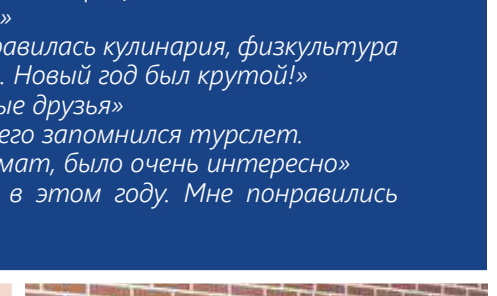 »
равилась кулинария, физкультура
. Новый год был крутой!»
ые друзья»
его запомнился турслет.
мат, было очень интересно»
в этом году. Мне понравились